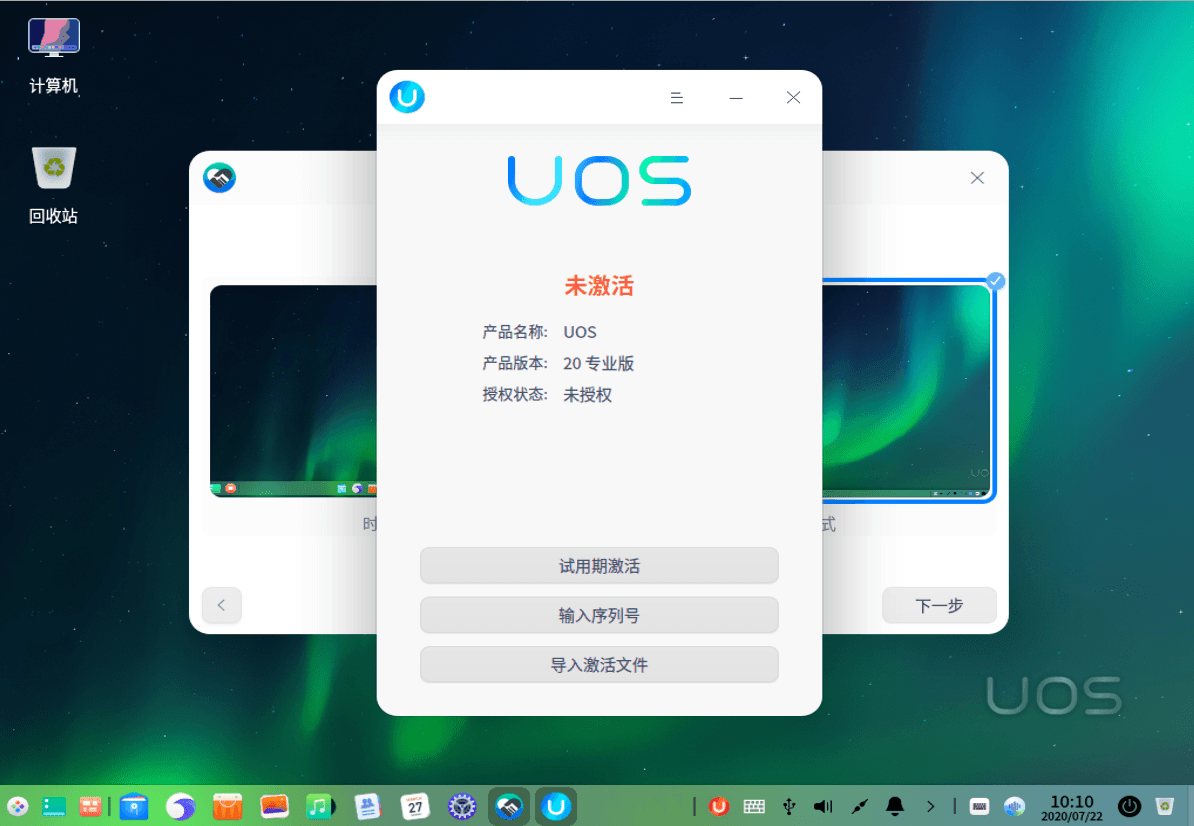 计算机
回收站
UOS
未激活
产品名称: UOS
产品版本: 20 专业版
授权状态: 未授权
时
式
试用期激活
输入序列号
导入激活文件
下一步
UOS
27
10:10
2020/07/22